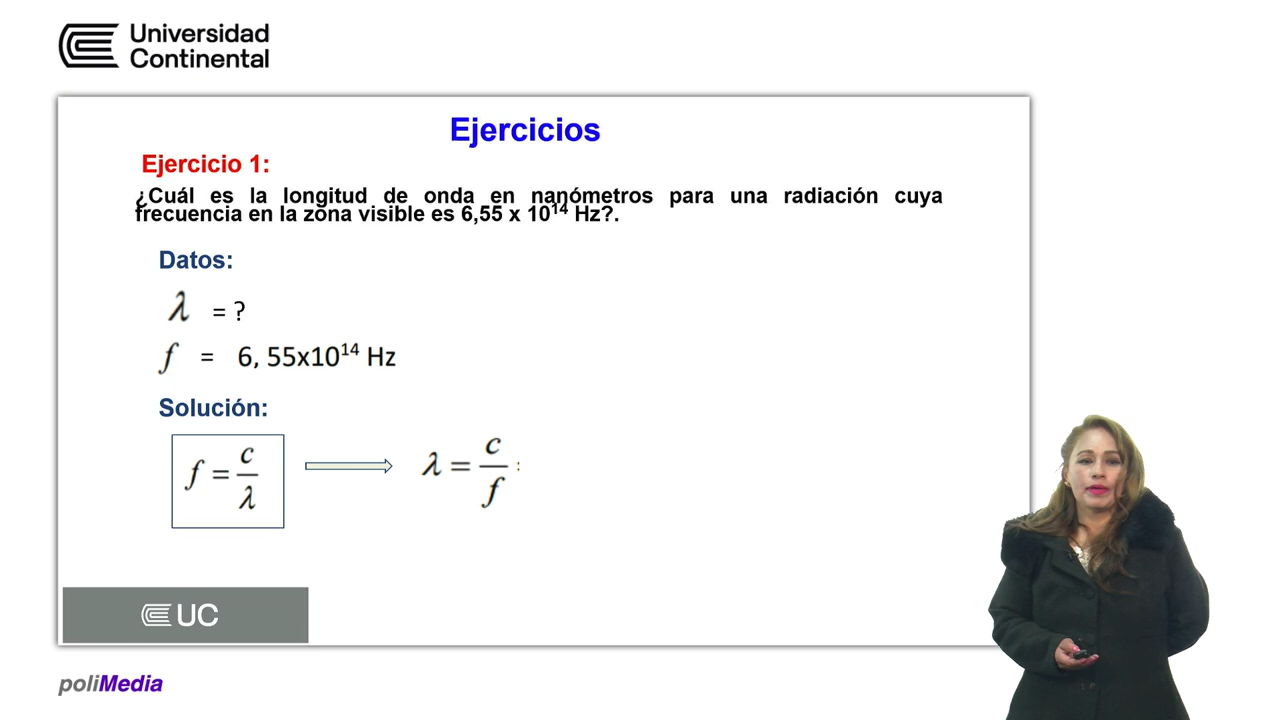 Universidad
Continental
Ejercicios
Ejercicio 1:
¿Cuál es la longitud de onda en nanómetros para una radiación cuya
frecuencia en la zona visible es 6,55 x 10¹⁴ Hz?.
Datos:
λ = ?
f = 6, 55x10¹⁴ Hz
Solución:
f = c/λ λ = c/f :
UC
poliMedia